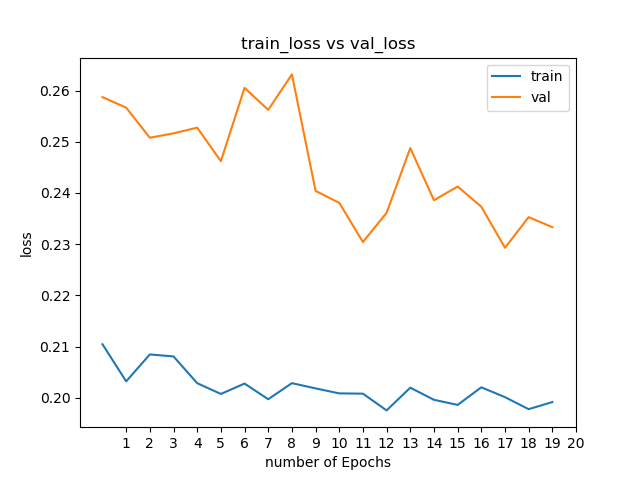 train_loss vs val_loss
train
val
0.26
0.25
0.24
0.23
0.22
0.21
0.20
loss
1 2 3 4 5 6 7 8 9 10 11 12 13 14 15 16 17 18 19 20
number of Epochs